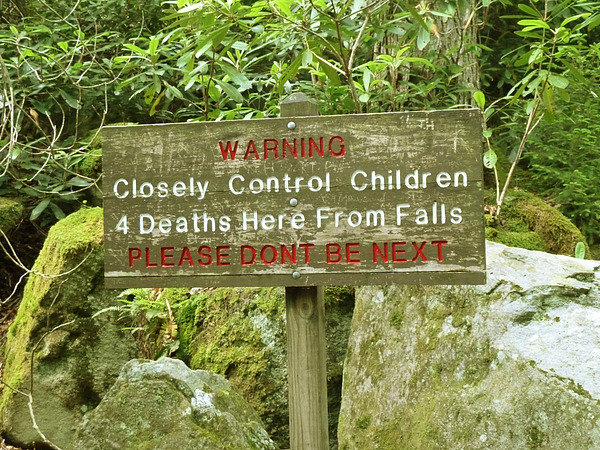 WARNING
Closely Control Children
4 Deaths Here From Falls
PLEASE DONT BE NEXT